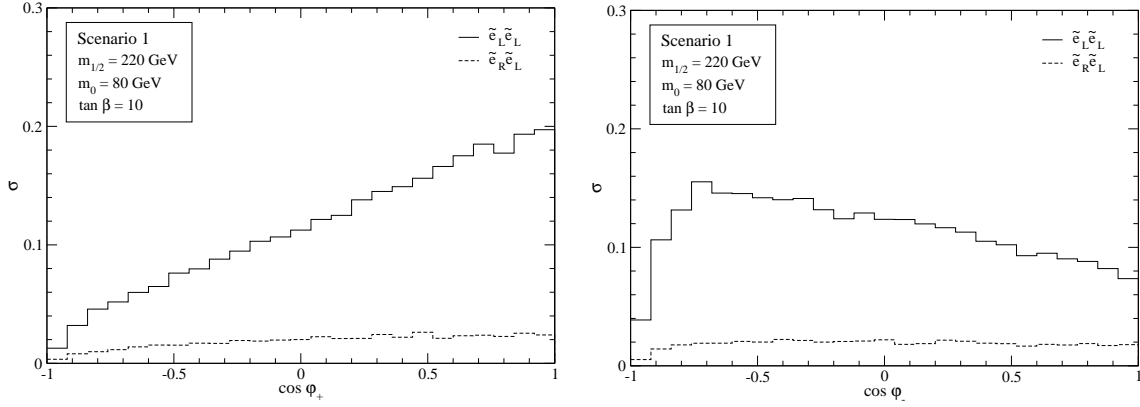 0.3
Scenario 1
m1/2 = 220 GeV
m0 = 80 GeV
tan β = 10
ẽLẽL
ẽRẽL
0.2
σ
0.1
0
-1 -0.5 0 0.5 1
cos φ+
0.3
Scenario 1
m1/2 = 220 GeV
m0 = 80 GeV
tan β = 10
ẽLẽL
ẽRẽL
0.2
σ
0.1
0
-1 -0.5 0 0.5 1
cos φ